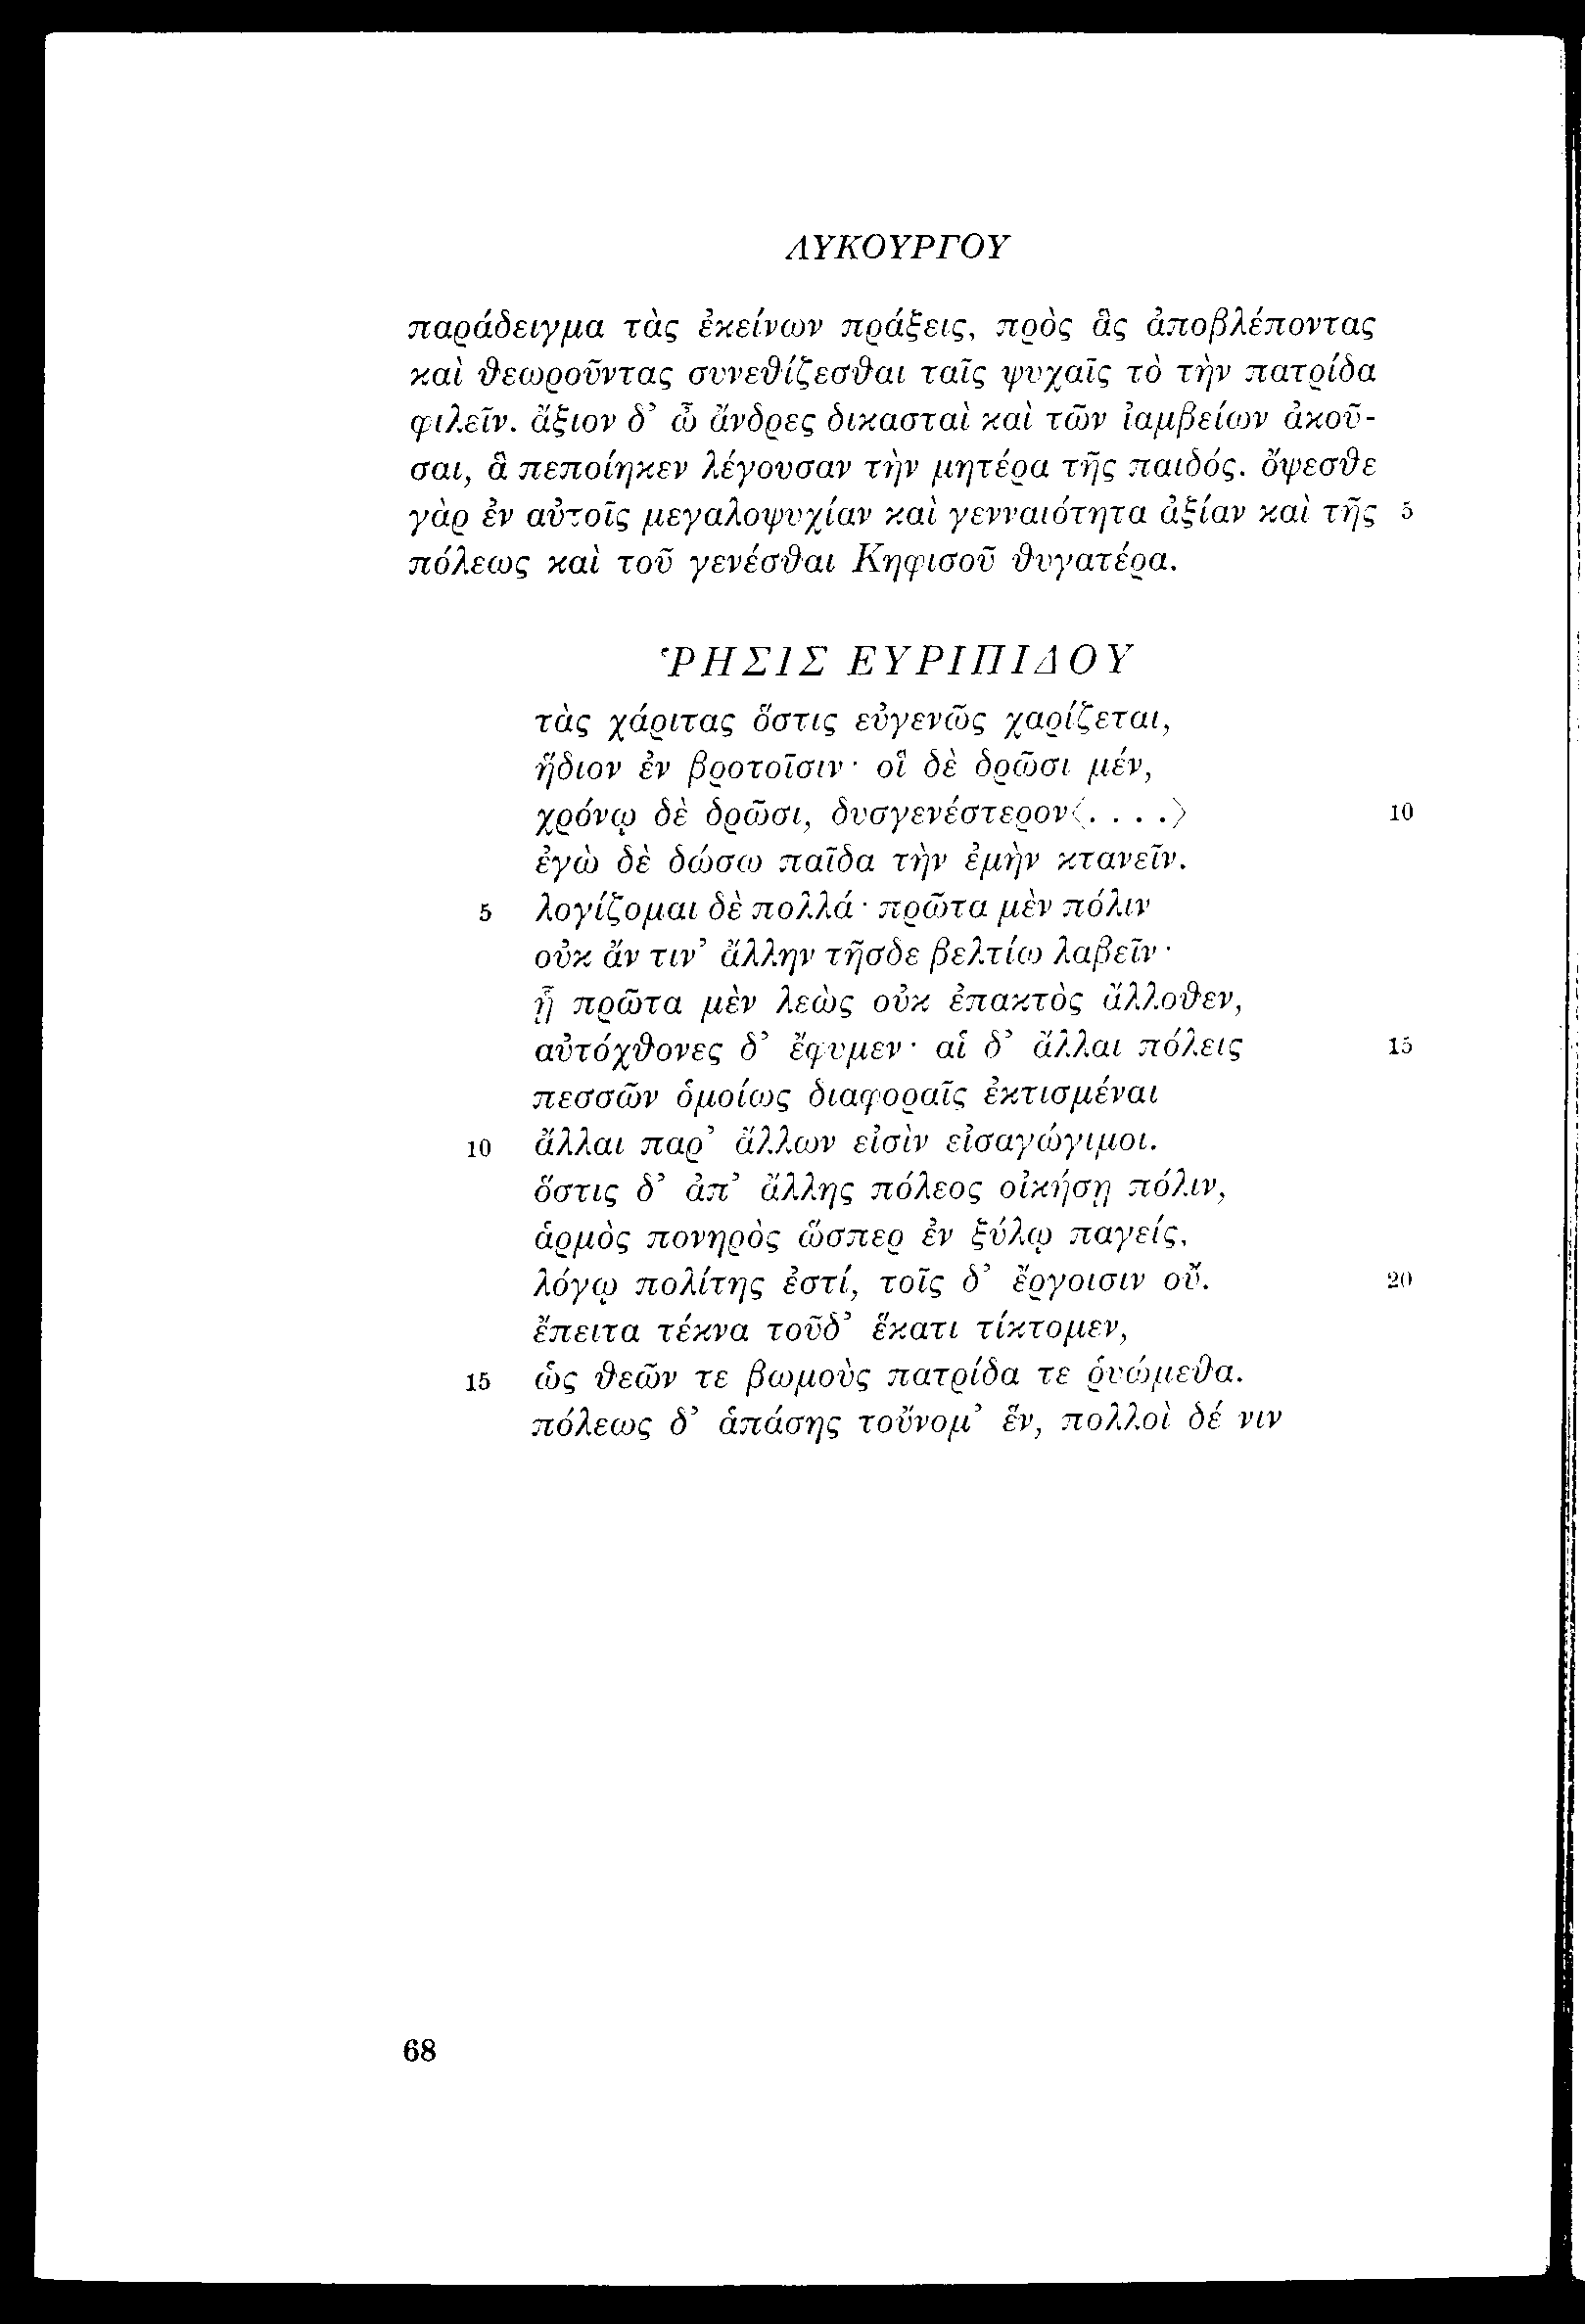 ΛΥΚΟΥΡΓΟΥ
παράδειγμα τὰς ἐκείνων πράξεις, πρὸς ἃς ἀποβλέποντας
καὶ θεωροῦντας συνεθίζεσθαι ταῖς ψυχαῖς τὸ τὴν πατρίδα
φιλεῖν. ἄξιον δ’ ὦ ἄνδρες δικασταὶ καὶ τῶν ἰαμβείων ἀκοῦ-
σαι, ἃ πεποίηκεν λέγουσαν τὴν μητέρα τῆς παιδός. ὄψεσθε
γὰρ ἐν αὐτοῖς μεγαλοψυχίαν καὶ γενναιότητα ἀξίαν καὶ τῆς 5
πόλεως καὶ τοῦ γενέσθαι Κηφισοῦ θυγατέρα.
ῬΗΣΙΣ ΕΥΡΙΠΙΔΟΥ
τὰς χάριτας ὅστις εὐγενῶς χαρίζεται,
ἥδιον ἐν βροτοῖσιν· οἳ δὲ δρῶσι μέν,
χρόνῳ δὲ δρῶσι, δυσγενέστερον〈. . . .〉 10
ἐγὼ δὲ δώσω παῖδα τὴν ἐμὴν κτανεῖν.
5 λογίζομαι δὲ πολλά· πρῶτα μὲν πόλιν
οὐκ ἄν τιν’ ἄλλην τῆσδε βελτίω λαβεῖν·
ᾗ πρῶτα μὲν λεὼς οὐκ ἐπακτὸς ἄλλοθεν,
αὐτόχθονες δ’ ἔφυμεν· αἱ δ’ ἄλλαι πόλεις 15
πεσσῶν ὁμοίως διαφοραῖς ἐκτισμέναι
10 ἄλλαι παρ’ ἄλλων εἰσὶν εἰσαγώγιμοι.
ὅστις δ’ ἀπ’ ἄλλης πόλεος οἰκήσῃ πόλιν,
ἁρμὸς πονηρὸς ὥσπερ ἐν ξύλῳ παγείς,
λόγῳ πολίτης ἐστί, τοῖς δ’ ἔργοισιν οὔ. 20
ἔπειτα τέκνα τοῦδ’ ἕκατι τίκτομεν,
15 ὡς θεῶν τε βωμοὺς πατρίδα τε ῥυώμεθα.
πόλεως δ’ ἁπάσης τοὔνομ’ ἕν, πολλοὶ δέ νιν
68